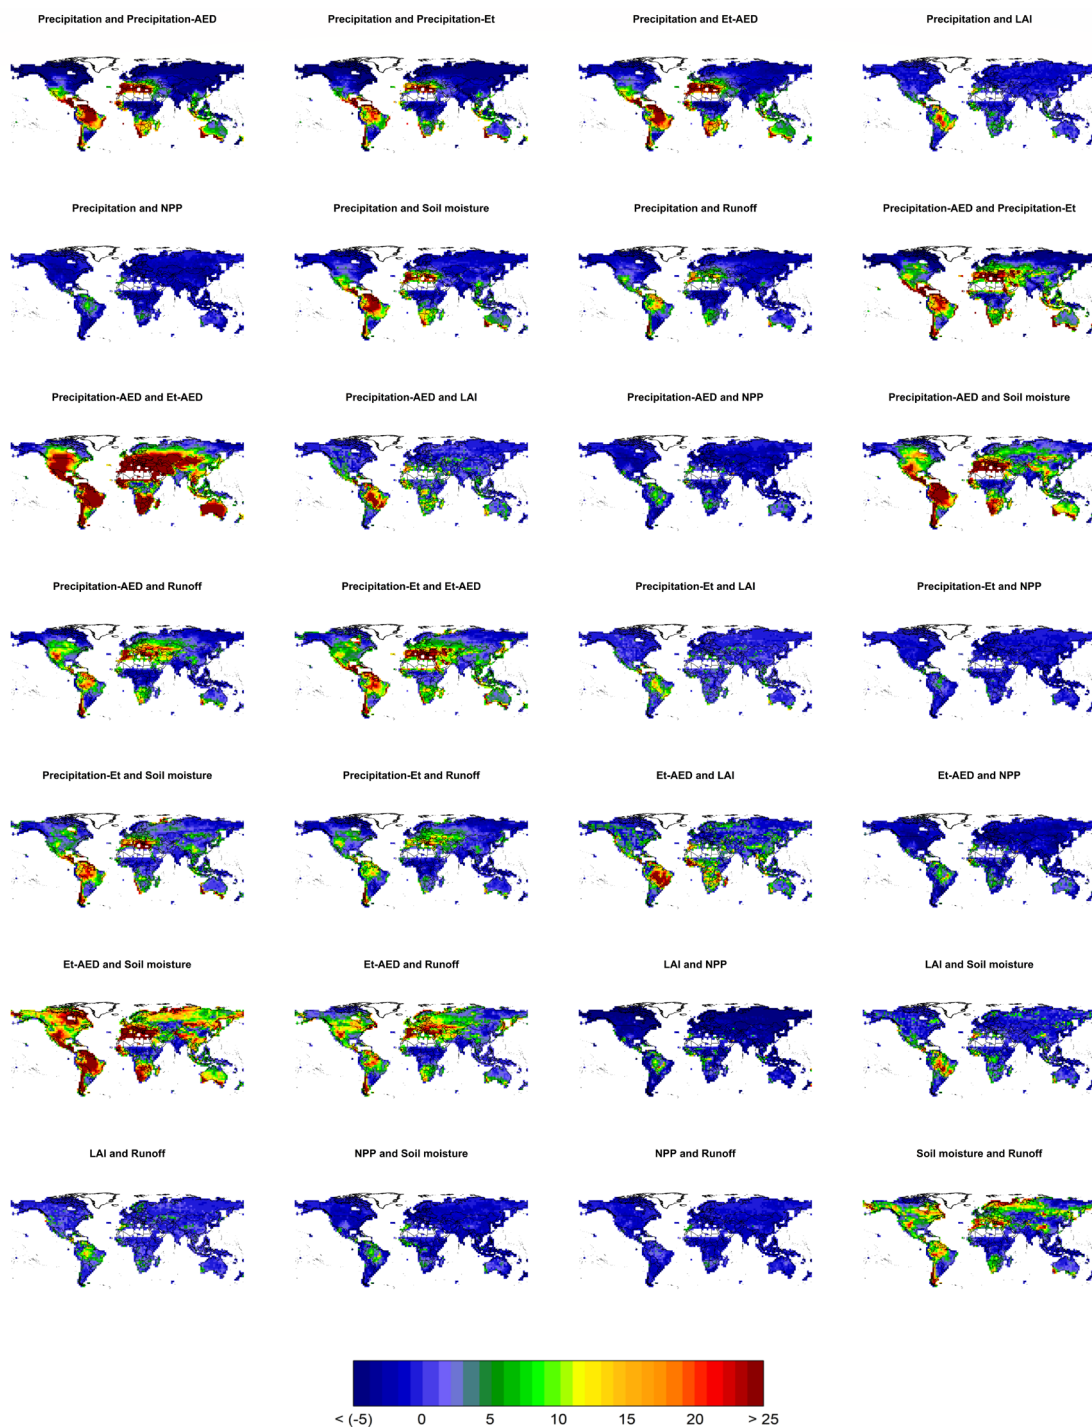 Precipitation and Precipitation-AED
Precipitation and Precipitation-Et
Precipitation and Et-AED
Precipitation and LAI
Precipitation and NPP
Precipitation and Soil moisture
Precipitation and Runoff
Precipitation-AED and Precipitation-Et
Precipitation-AED and Et-AED
Precipitation-AED and LAI
Precipitation-AED and NPP
Precipitation-AED and Soil moisture
Precipitation-AED and Runoff
Precipitation-Et and Et-AED
Precipitation-Et and LAI
Precipitation-Et and NPP
Precipitation-Et and Soil moisture
Precipitation-Et and Runoff
Et-AED and LAI
Et-AED and NPP
Et-AED and Soil moisture
Et-AED and Runoff
LAI and NPP
LAI and Soil moisture
LAI and Runoff
NPP and Soil moisture
NPP and Runoff
Soil moisture and Runoff
< (-5) 0 5 10 15 20 > 25